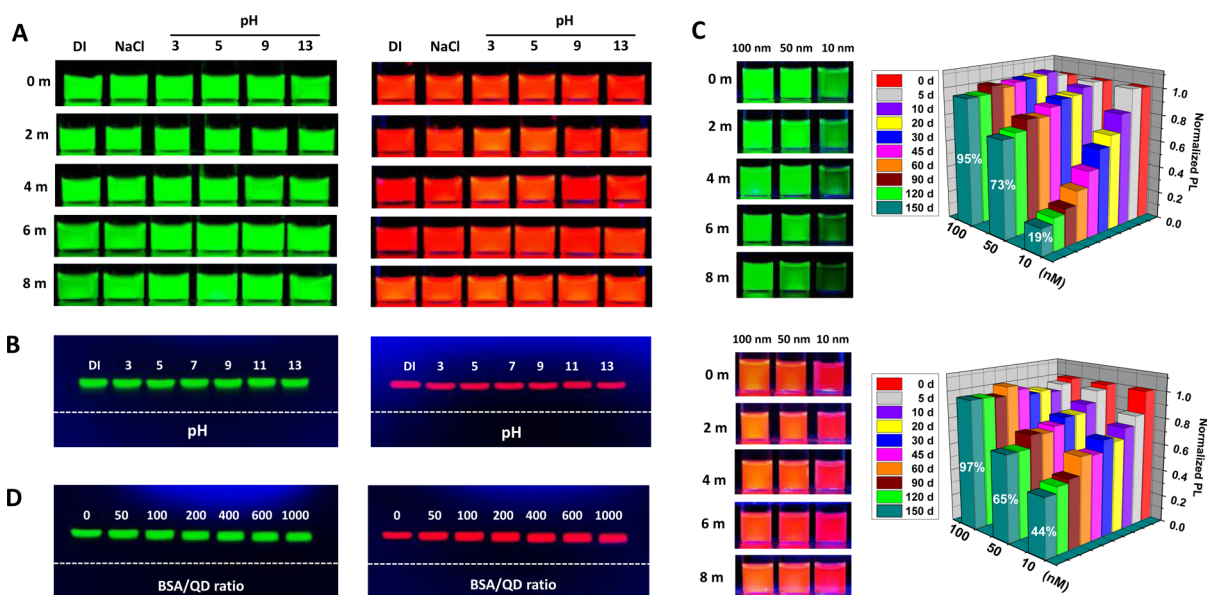 A
pH
DI NaCl 3 5 9 13
0 m
2 m
4 m
6 m
8 m
pH
DI NaCl 3 5 9 13
B
DI 3 5 7 9 11 13
pH
DI 3 5 7 9 11 13
pH
D
0 50 100 200 400 600 1000
BSA/QD ratio
0 50 100 200 400 600 1000
BSA/QD ratio
C
100 nm 50 nm 10 nm
0 m
2 m
4 m
6 m
8 m
0 d
5 d
10 d
20 d
30 d
45 d
60 d
90 d
120 d
150 d
95%
73%
19%
1.0
0.8
0.6
0.4
0.2
0.0
Normalized PL
100 50 10 (nM)
100 nm 50 nm 10 nm
0 m
2 m
4 m
6 m
8 m
0 d
5 d
10 d
20 d
30 d
45 d
60 d
90 d
120 d
150 d
97%
65%
44%
1.0
0.8
0.6
0.4
0.2
0.0
Normalized PL
100 50 10 (nM)